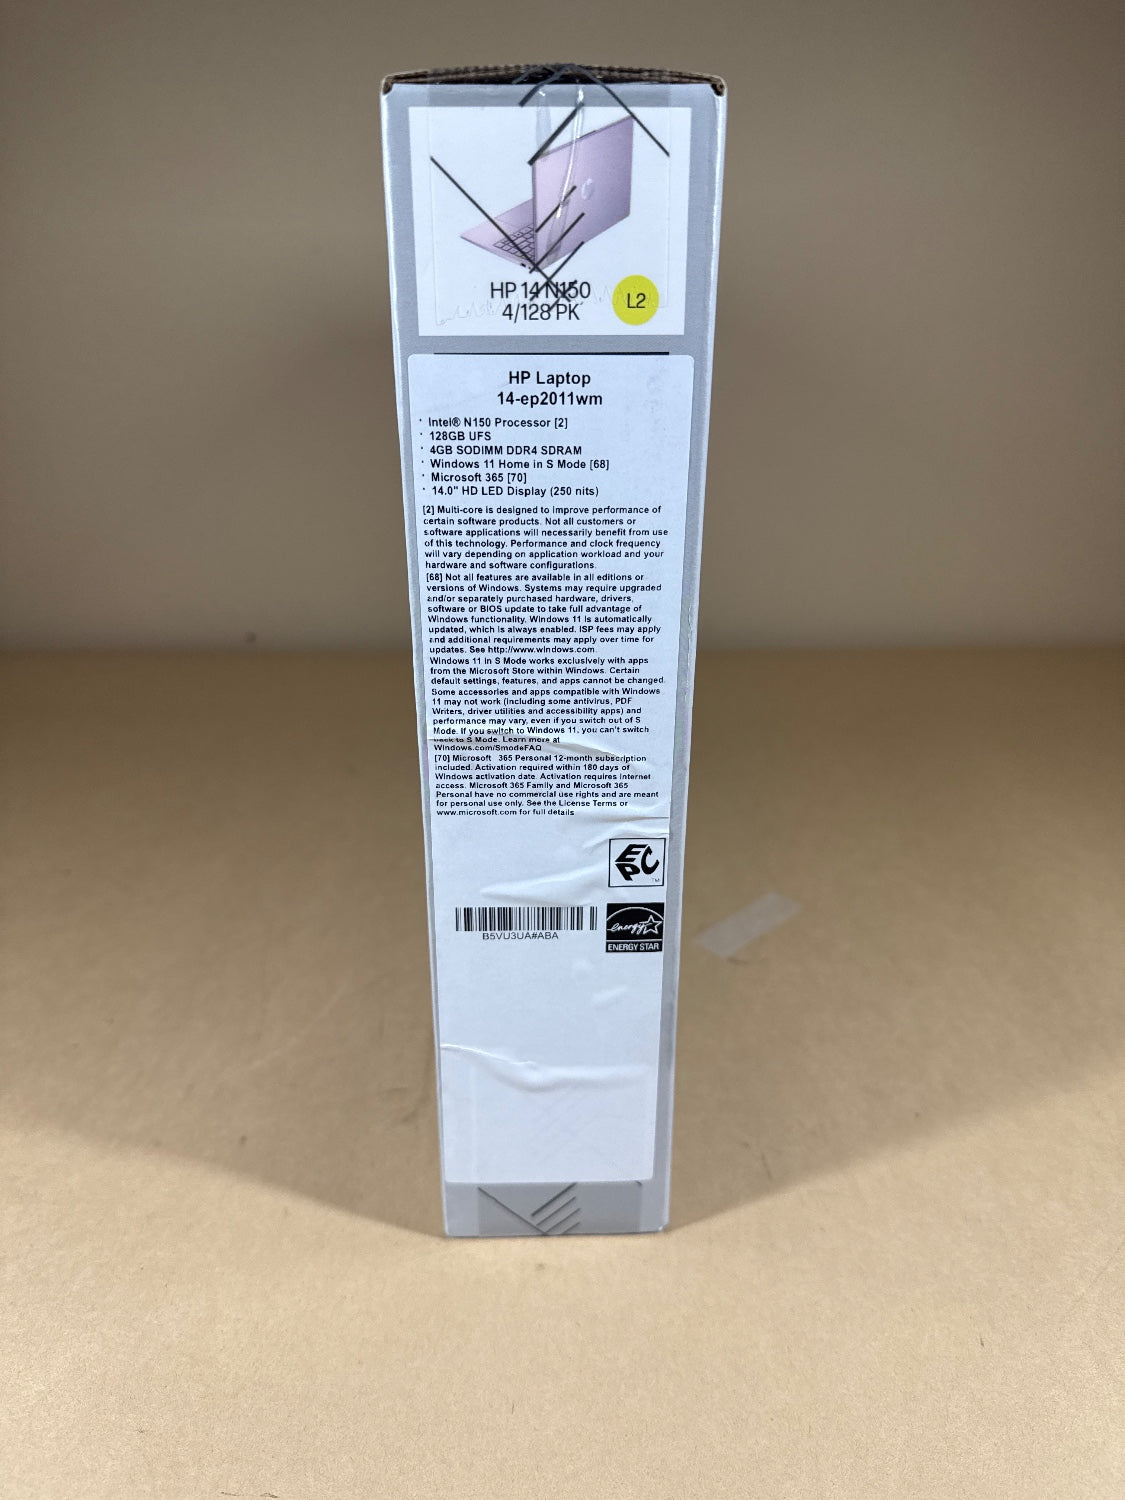 HP 14 N150
4/128 PK
L2
HP Laptop
14-ep2011wm
· Intel® N150 Processor [2]
· 128GB UFS
· 4GB SODIMM DDR4 SDRAM
· Windows 11 Home in S Mode [68]
· Microsoft 365 [70]
· 14.0" HD LED Display (250 nits)
[2] Multi-core is designed to improve performance of
certain software products. Not all customers or
software applications will necessarily benefit from use
of this technology. Performance and clock frequency
will vary depending on application workload and your
hardware and software configurations.
[68] Not all features are available in all editions or
versions of Windows. Systems may require upgraded
and/or separately purchased hardware, drivers,
software or BIOS update to take full advantage of
Windows functionality. Windows 11 is automatically
updated, which is always enabled. ISP fees may apply
and additional requirements may apply over time for
updates. See http://www.windows.com.
Windows 11 in S Mode works exclusively with apps
from the Microsoft Store within Windows. Certain
default settings, features, and apps cannot be changed.
Some accessories and apps compatible with Windows
11 may not work (including some antivirus, PDF
Writers, driver utilities and accessibility apps) and
performance may vary, even if you switch out of S
Mode. If you switch to Windows 11, you can't switch
back to S Mode. Learn more at
Windows.com/SmodeFAQ
[70] Microsoft 365 Personal 12-month subscription
included. Activation required within 180 days of
Windows activation date. Activation requires Internet
access. Microsoft 365 Family and Microsoft 365
Personal have no commercial use rights and are meant
for personal use only. See the License Terms or
www.microsoft.com for full details
EPC
TM
B5VU3UA#ABA
energy
ENERGY STAR